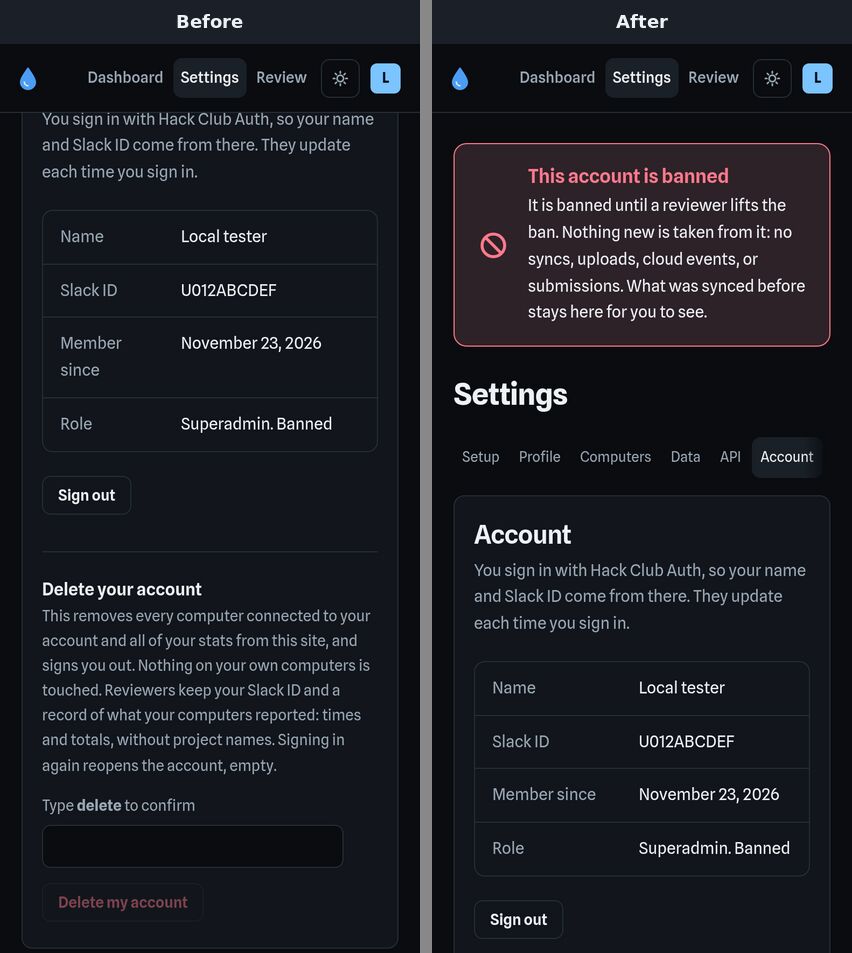 Before
Dashboard Settings Review L
You sign in with Hack Club Auth, so your name
and Slack ID come from there. They update
each time you sign in.
Name Local tester
Slack ID U012ABCDEF
Member since November 23, 2026
Role Superadmin. Banned
Sign out
Delete your account
This removes every computer connected to your
account and all of your stats from this site, and
signs you out. Nothing on your own computers is
touched. Reviewers keep your Slack ID and a
record of what your computers reported: times
and totals, without project names. Signing in
again reopens the account, empty.
Type delete to confirm
Delete my account
After
Dashboard Settings Review L
This account is banned
It is banned until a reviewer lifts the
ban. Nothing new is taken from it: no
syncs, uploads, cloud events, or
submissions. What was synced before
stays here for you to see.
Settings
Setup Profile Computers Data API Account
Account
You sign in with Hack Club Auth, so your name
and Slack ID come from there. They update
each time you sign in.
Name Local tester
Slack ID U012ABCDEF
Member since November 23, 2026
Role Superadmin. Banned
Sign out